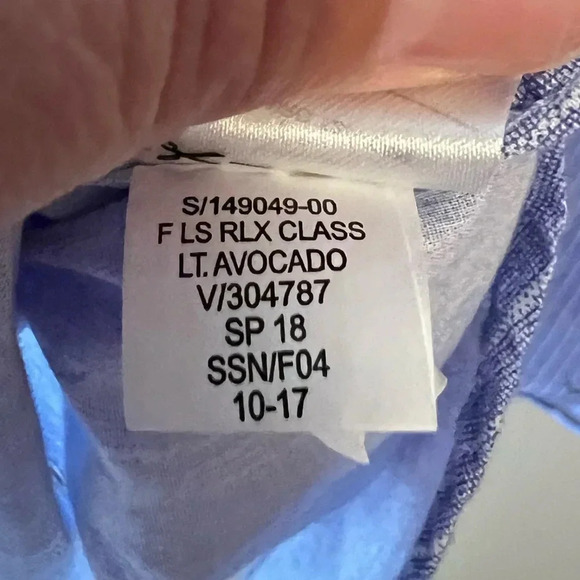 S/149049-00
F LS RLX CLASS
LT. AVOCADO
V/304787
SP 18
SSN/F04
10-17